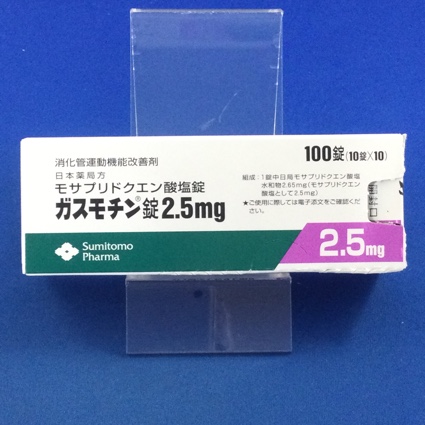 消化管運動機能改善剤
日本薬局方
モサプリドクエン酸塩錠
ガスモチン®錠2.5mg
100錠(10錠×10)
組成:1錠中日局モサプリドクエン酸塩
水和物2.65mg(モサプリドクエン
酸塩として2.5mg)
★ご使用に際しては電子添文をご確認くだ
さい。
Sumitomo
Pharma
2.5mg